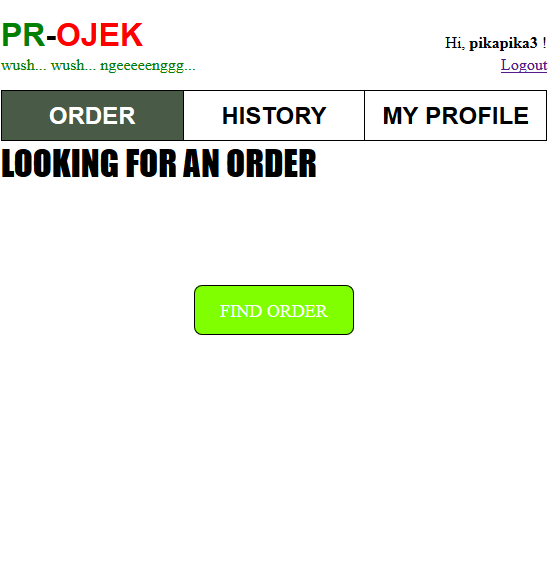 PR-OJEK
Hi, pikapika3 !
wush... wush... ngeeeeenggg...
Logout
ORDER
HISTORY
MY PROFILE
LOOKING FOR AN ORDER
FIND ORDER